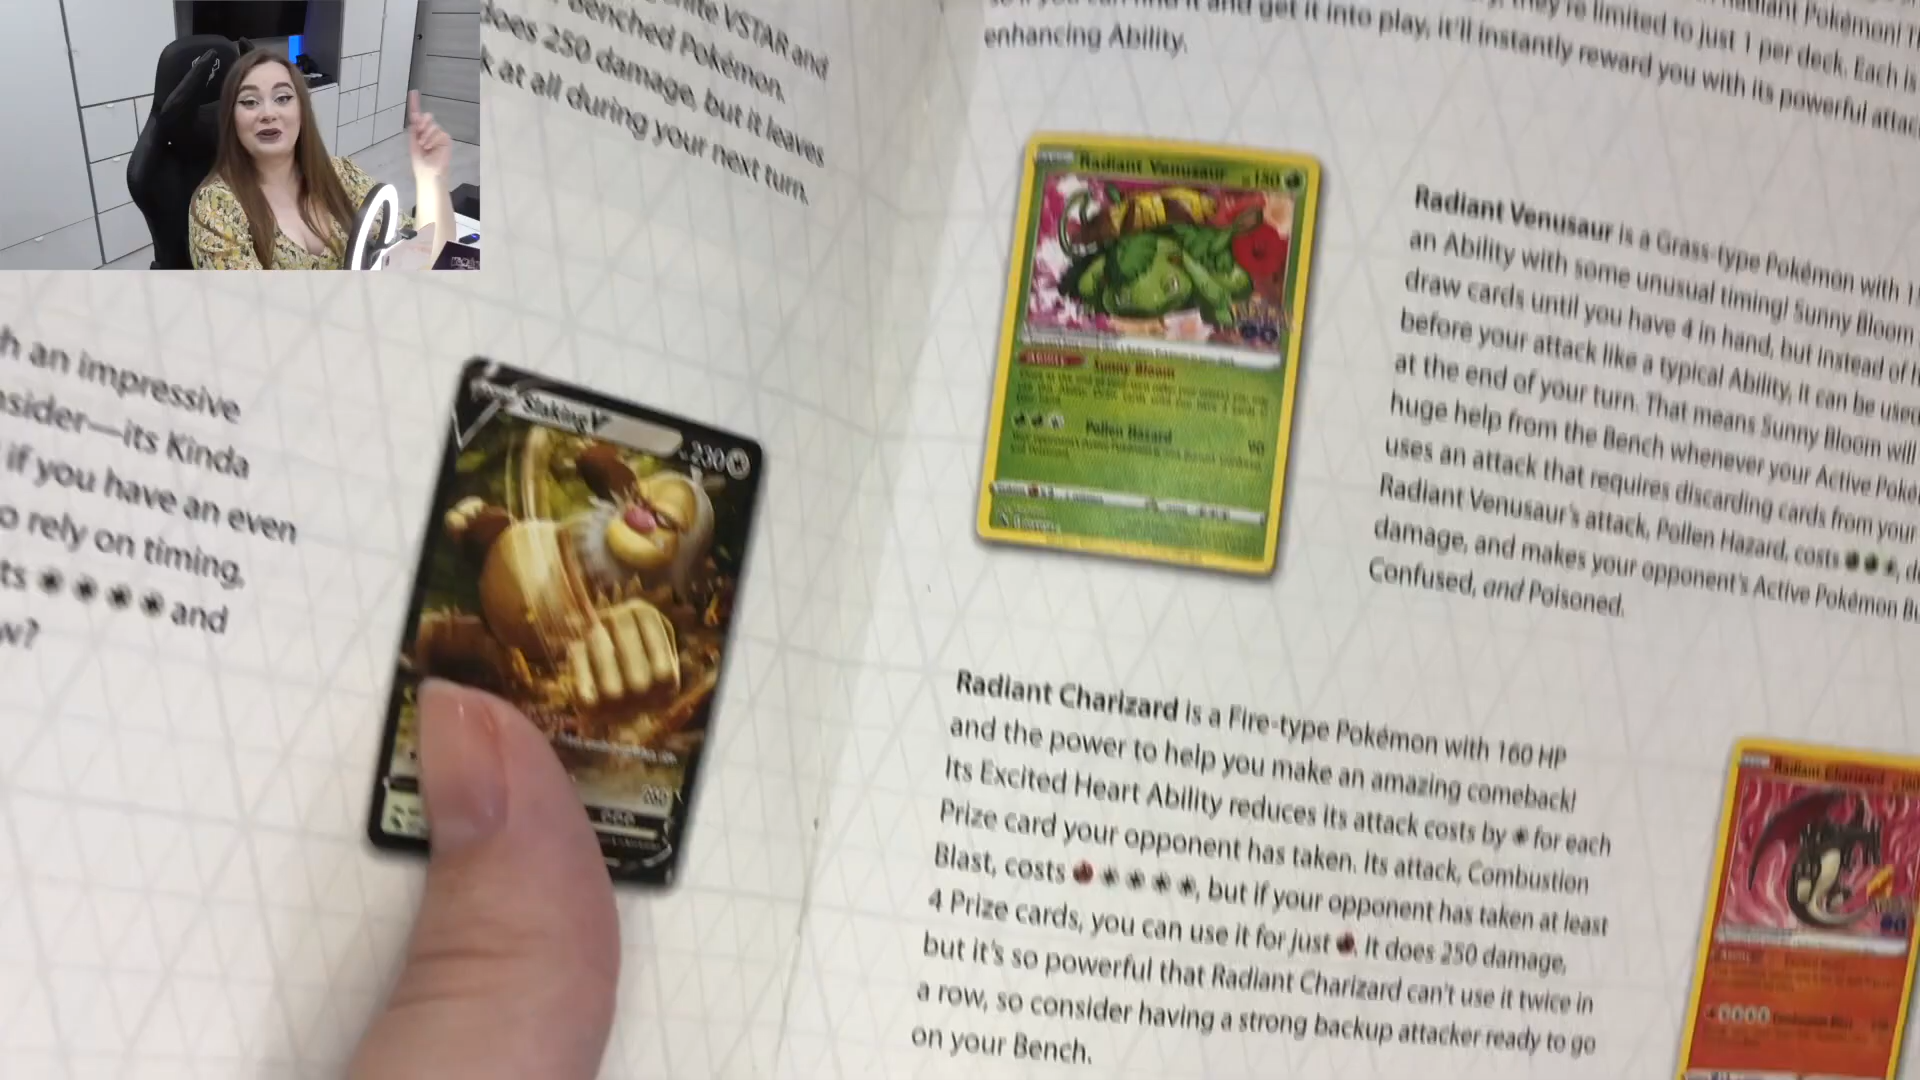 nite VSTAR and
Benched Pokémon.
does 250 damage, but it leaves
k at all during your next turn.
h an impressive
nsider—its Kinda
if you have an even
o rely on timing,
ts and
w?
Slaking V
230
250
and get it into play, it'll instantly reward you with its powerful attac
they're limited to just 1 per deck. Each is
Radiant Pokémon!
enhancing Ability.
Radiant Venusaur 150
Ability Sunny Bloom
Pollen Hazard 90
Radiant Venusaur is a Grass-type Pokémon with 1
an Ability with some unusual timing! Sunny Bloom
draw cards until you have 4 in hand, but instead of
before your attack like a typical Ability, it can be used
at the end of your turn. That means Sunny Bloom will
huge help from the Bench whenever your Active Poké
uses an attack that requires discarding cards from your
Radiant Venusaur's attack, Pollen Hazard, costs , d
damage, and makes your opponent's Active Pokémon Bu
Confused, and Poisoned.
Radiant Charizard is a Fire-type Pokémon with 160 HP
and the power to help you make an amazing comeback!
Its Excited Heart Ability reduces its attack costs by for each
Prize card your opponent has taken. Its attack, Combustion
Blast, costs , but if your opponent has taken at least
4 Prize cards, you can use it for just . It does 250 damage,
but it's so powerful that Radiant Charizard can't use it twice in
a row, so consider having a strong backup attacker ready to go
on your Bench.
Radiant Charizard